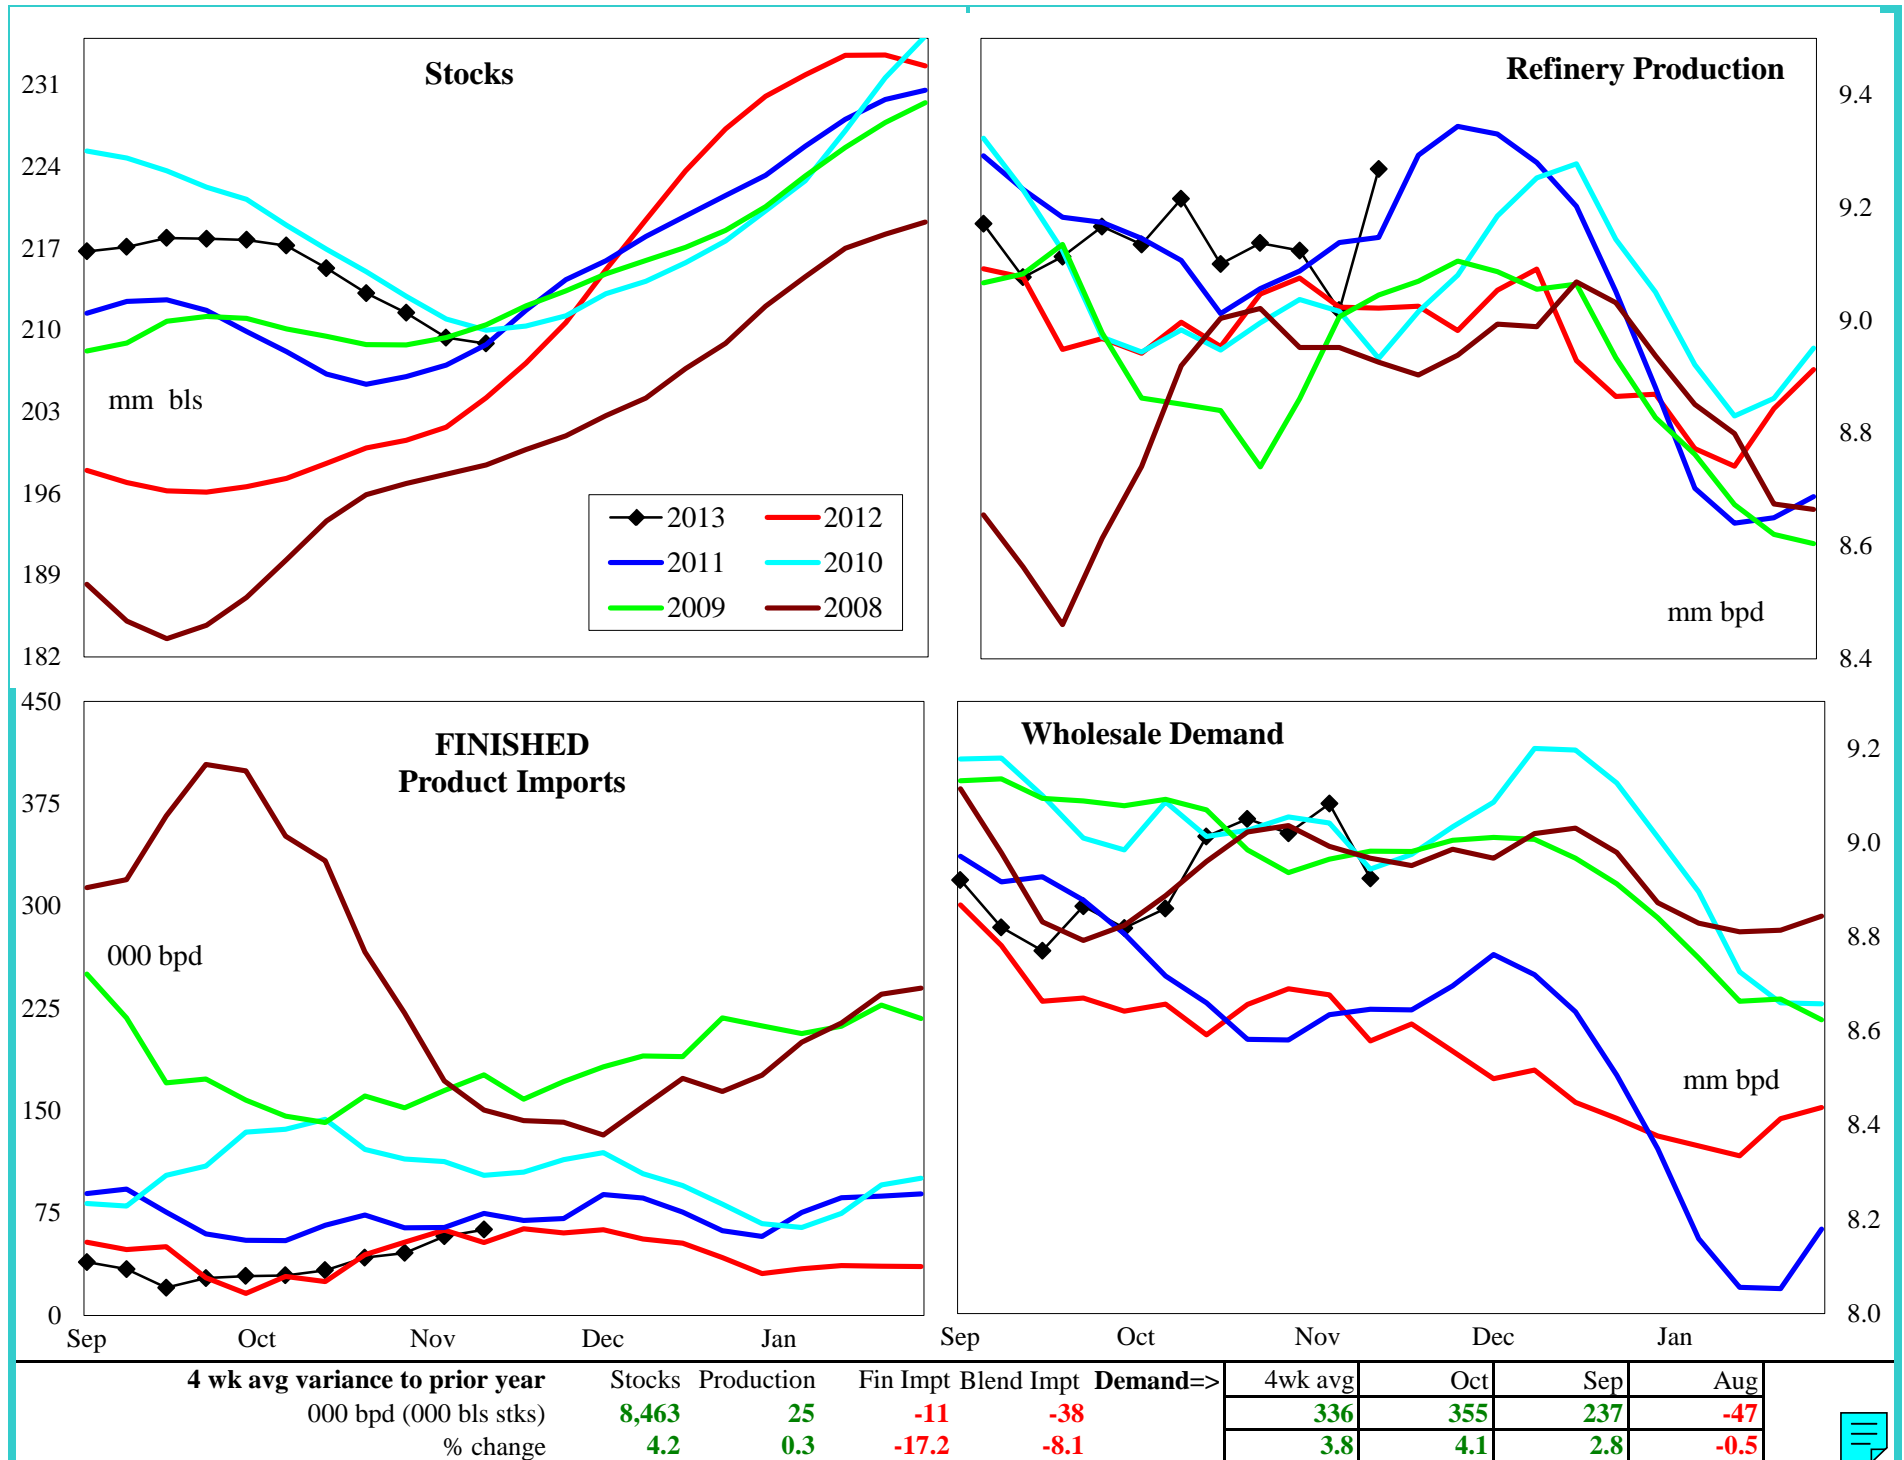 Stocks
231
224
217
210
203
196
189
182
mm bls
2013 2012
2011 2010
2009 2008
Refinery Production
9.4
9.2
9.0
8.8
8.6
8.4
mm bpd
FINISHED
Product Imports
450
375
300
225
150
75
0
000 bpd
Sep Oct Nov Dec Jan
Wholesale Demand
9.2
9.0
8.8
8.6
8.4
8.2
8.0
mm bpd
Sep Oct Nov Dec Jan
4 wk avg variance to prior year Stocks Production Fin Impt Blend Impt Demand=> 4wk avg Oct Sep Aug
000 bpd (000 bls stks) 8,463 25 -11 -38 336 355 237 -47
% change 4.2 0.3 -17.2 -8.1 3.8 4.1 2.8 -0.5